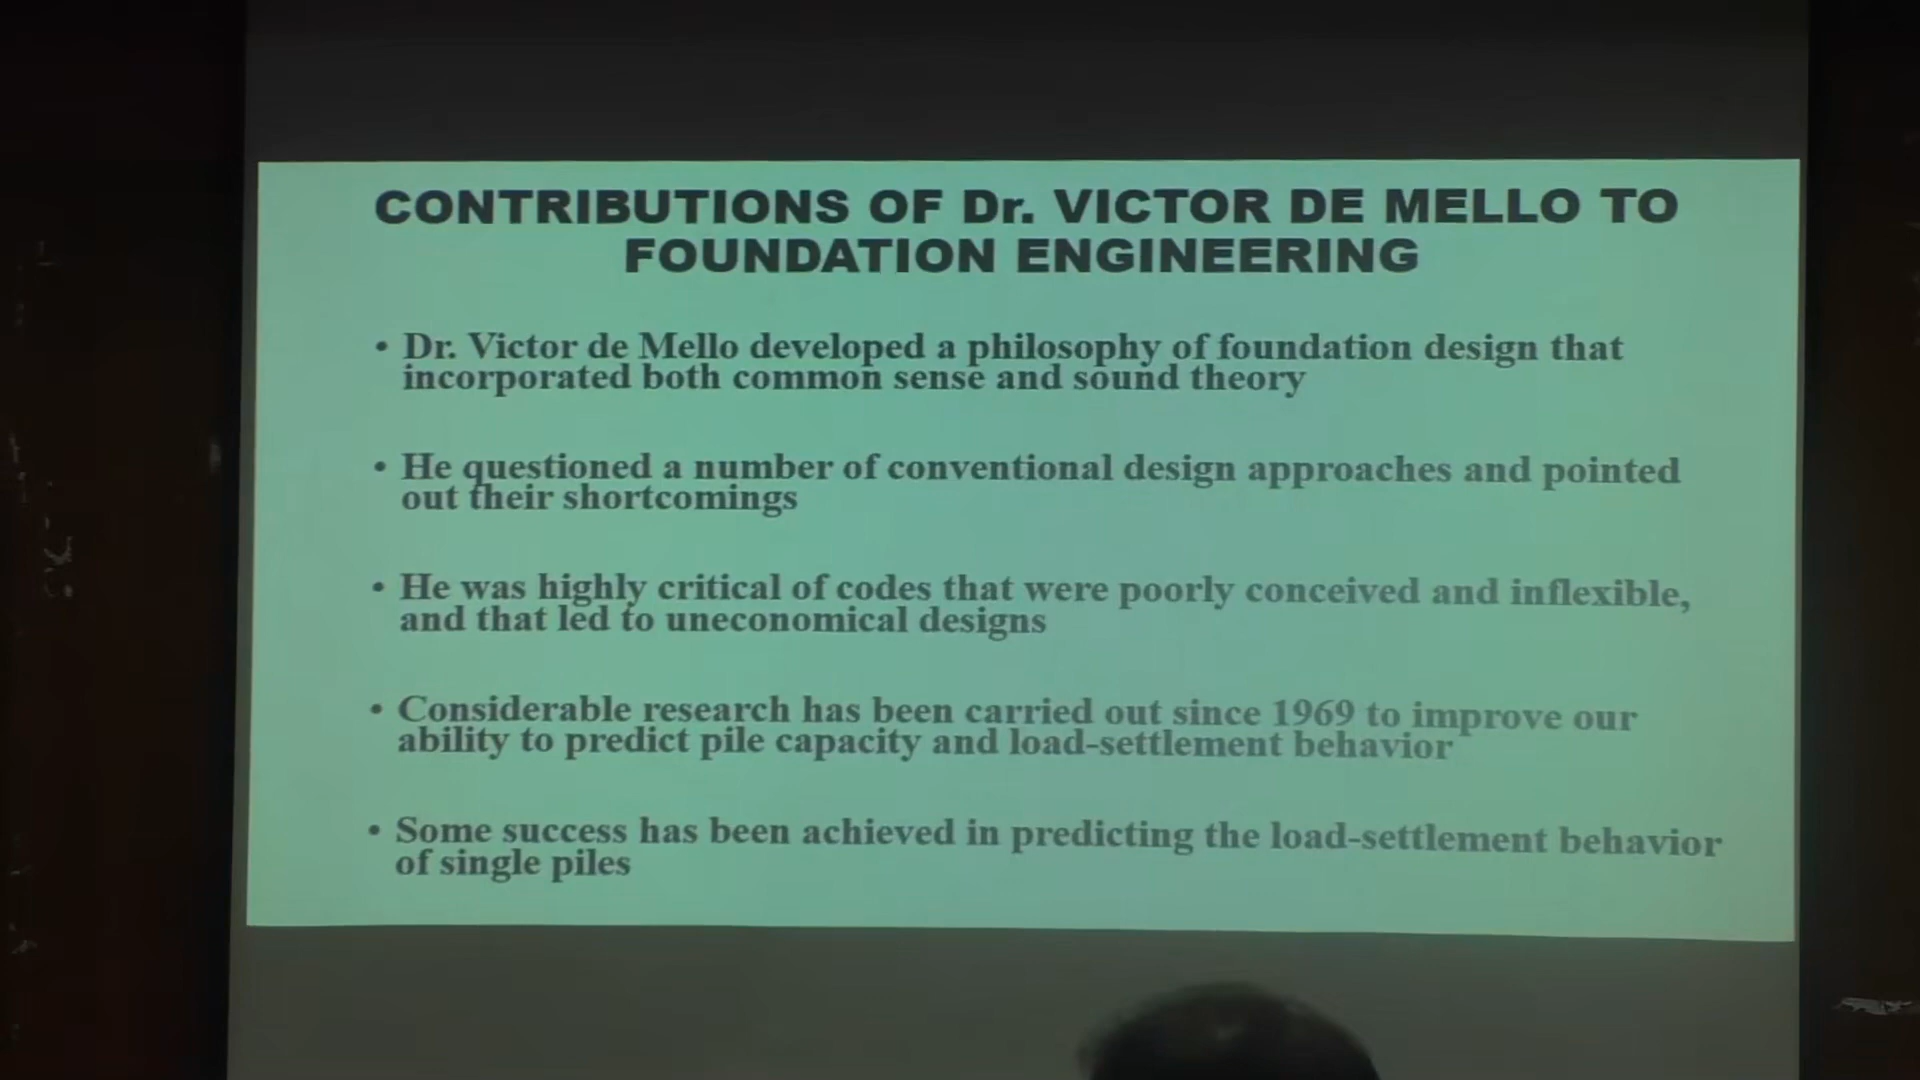 CONTRIBUTIONS OF Dr. VICTOR DE MELLO TO
FOUNDATION ENGINEERING
• Dr. Victor de Mello developed a philosophy of foundation design that
incorporated both common sense and sound theory
• He questioned a number of conventional design approaches and pointed
out their shortcomings
• He was highly critical of codes that were poorly conceived and inflexible,
and that led to uneconomical designs
• Considerable research has been carried out since 1969 to improve our
ability to predict pile capacity and load-settlement behavior
• Some success has been achieved in predicting the load-settlement behavior
of single piles